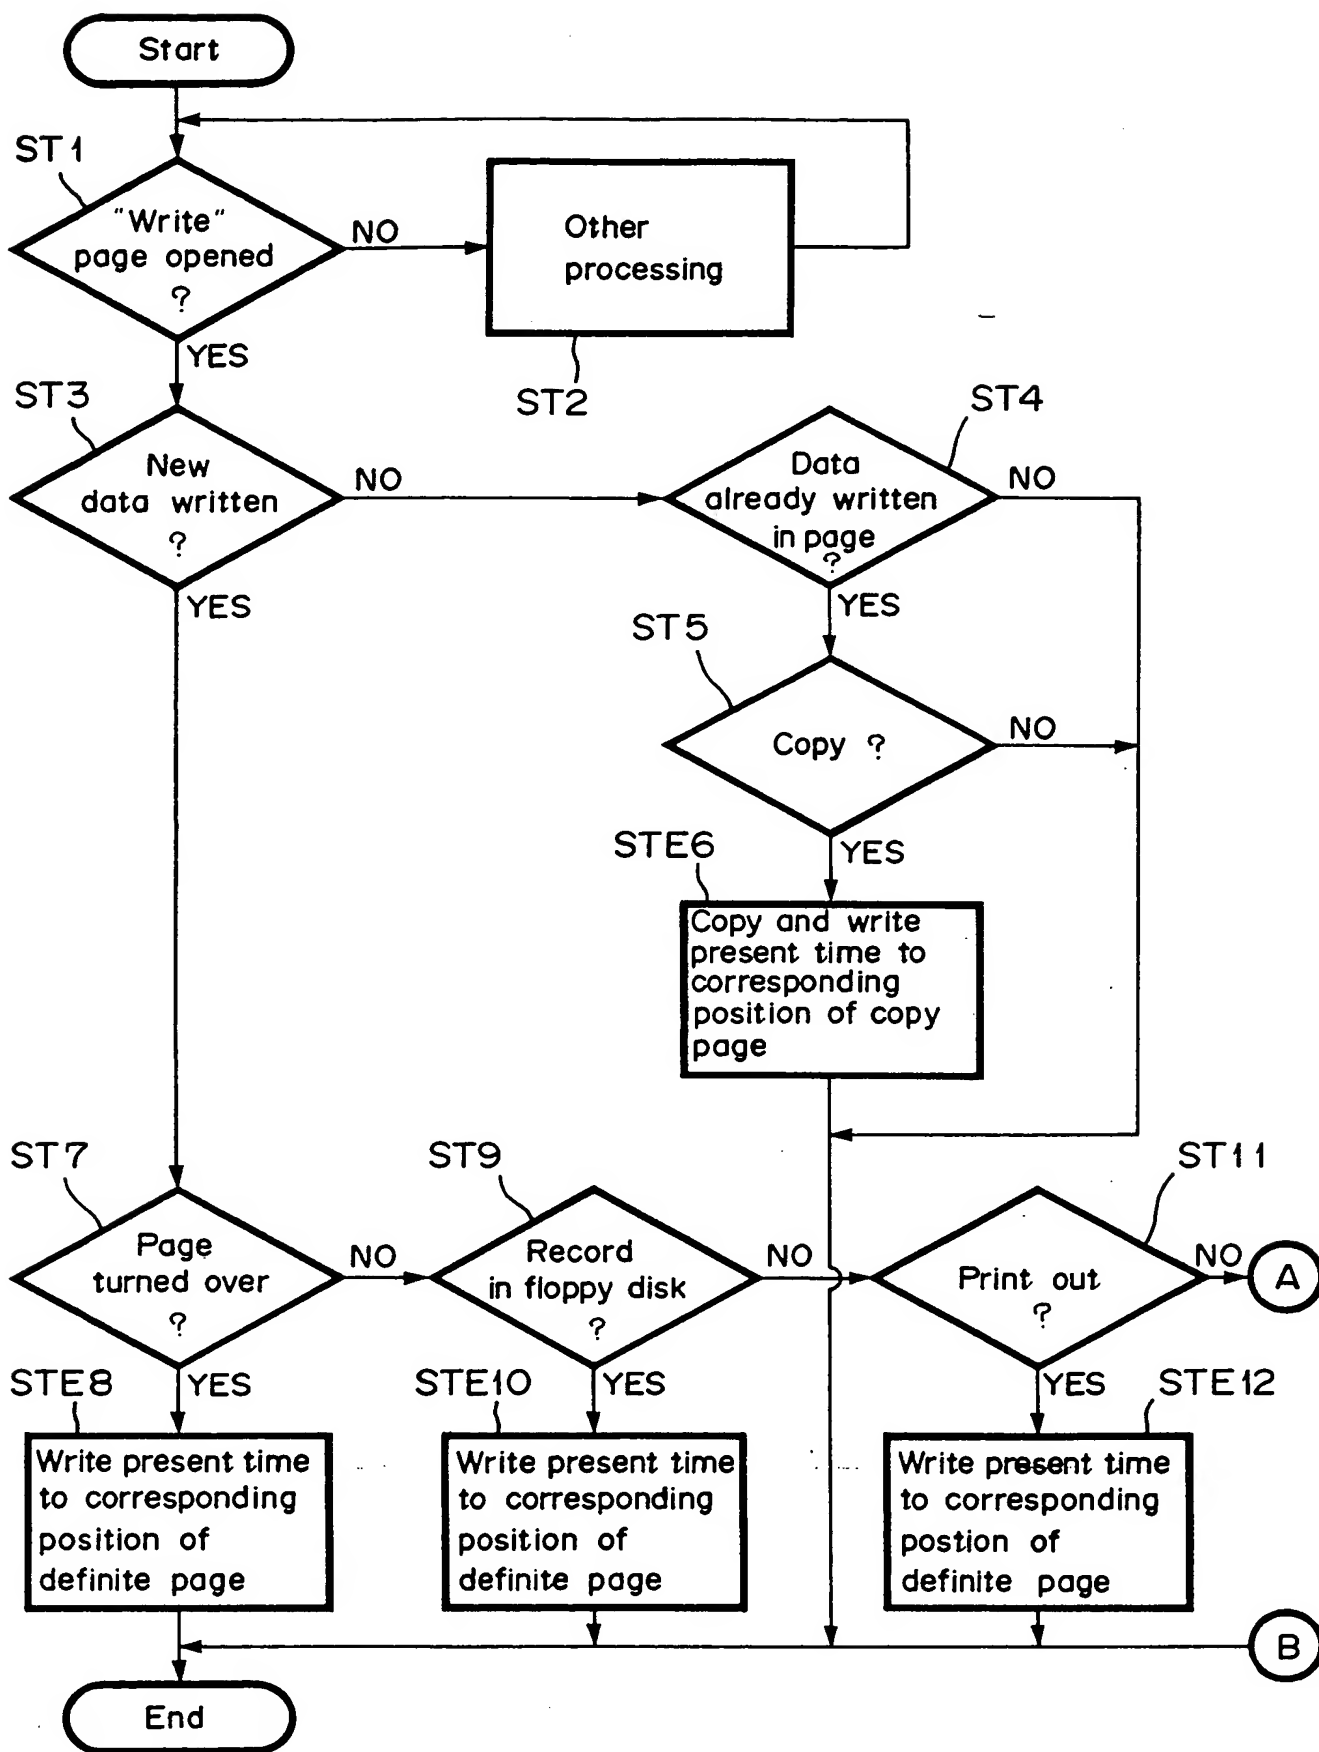 Start
ST1
"Write"
page opened
?
NO
Other
processing
YES
ST2
ST3
New
data written
?
NO
ST4
Data
already written
in page
?
NO
YES
YES
ST5
Copy ?
NO
YES
STE6
Copy and write
present time to
corresponding
position of copy
page
ST7
Page
turned over
?
NO
ST9
Record
in floppy disk
?
NO
ST11
Print out
?
NO
A
YES
STE8
Write present time
to corresponding
position of
definite page
YES
STE10
Write present time
to corresponding
position of
definite page
YES
STE12
Write present time
to corresponding
postion of
definite page
B
End